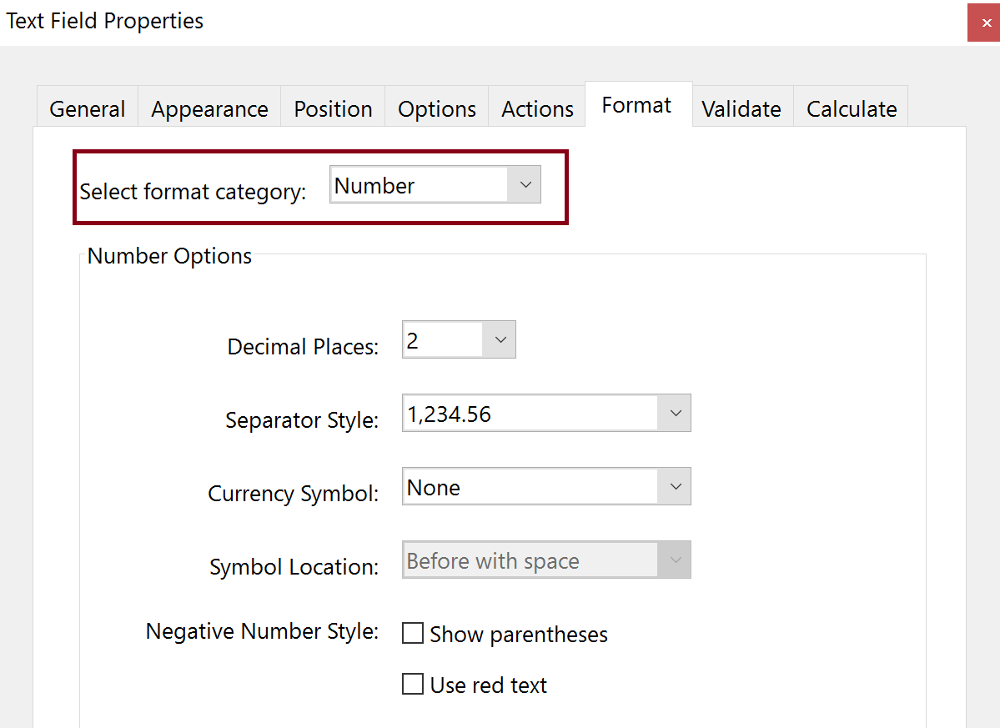 Text Field Properties
General Appearance Position Options Actions Format Validate Calculate
Select format category: Number
Number Options
Decimal Places: 2
Separator Style: 1,234.56
Currency Symbol: None
Symbol Location: Before with space
Negative Number Style: Show parentheses
Use red text